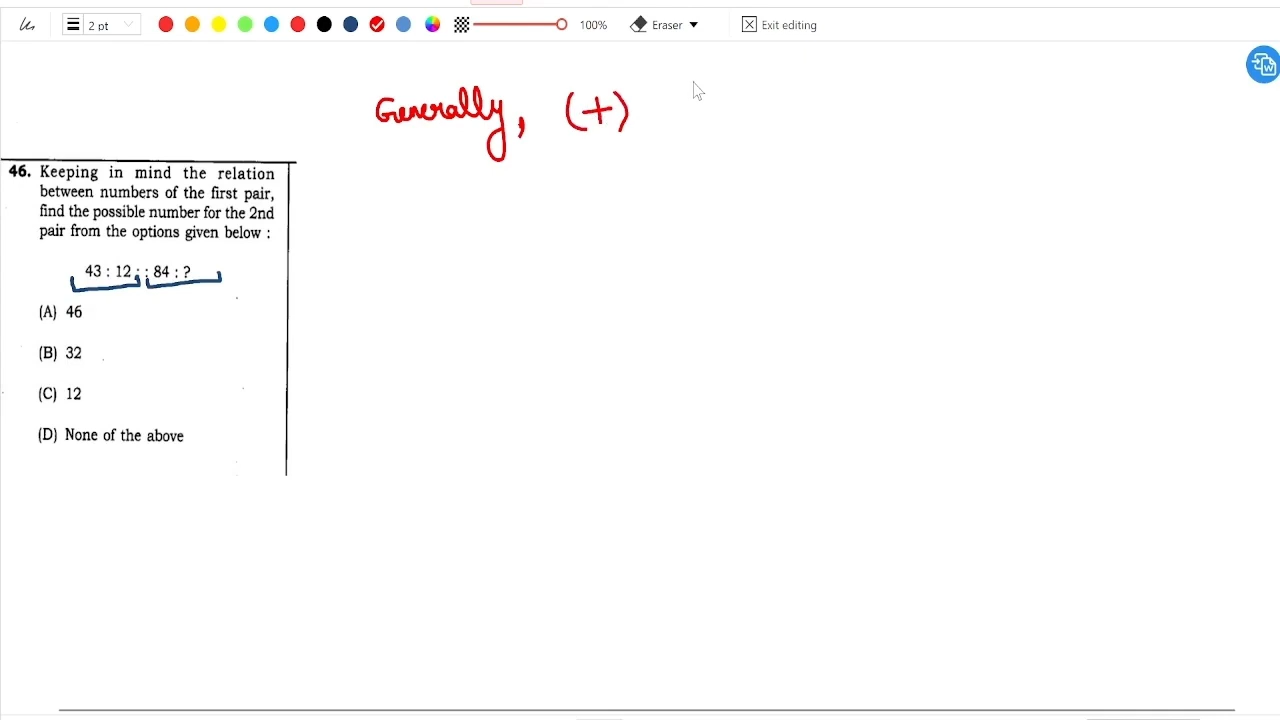 2 pt
100%
Eraser
Exit editing
Generally, (+)
46. Keeping in mind the relation
between numbers of the first pair,
find the possible number for the 2nd
pair from the options given below :
43 : 12 : : 84 : ?
(A) 46
(B) 32
(C) 12
(D) None of the above
W